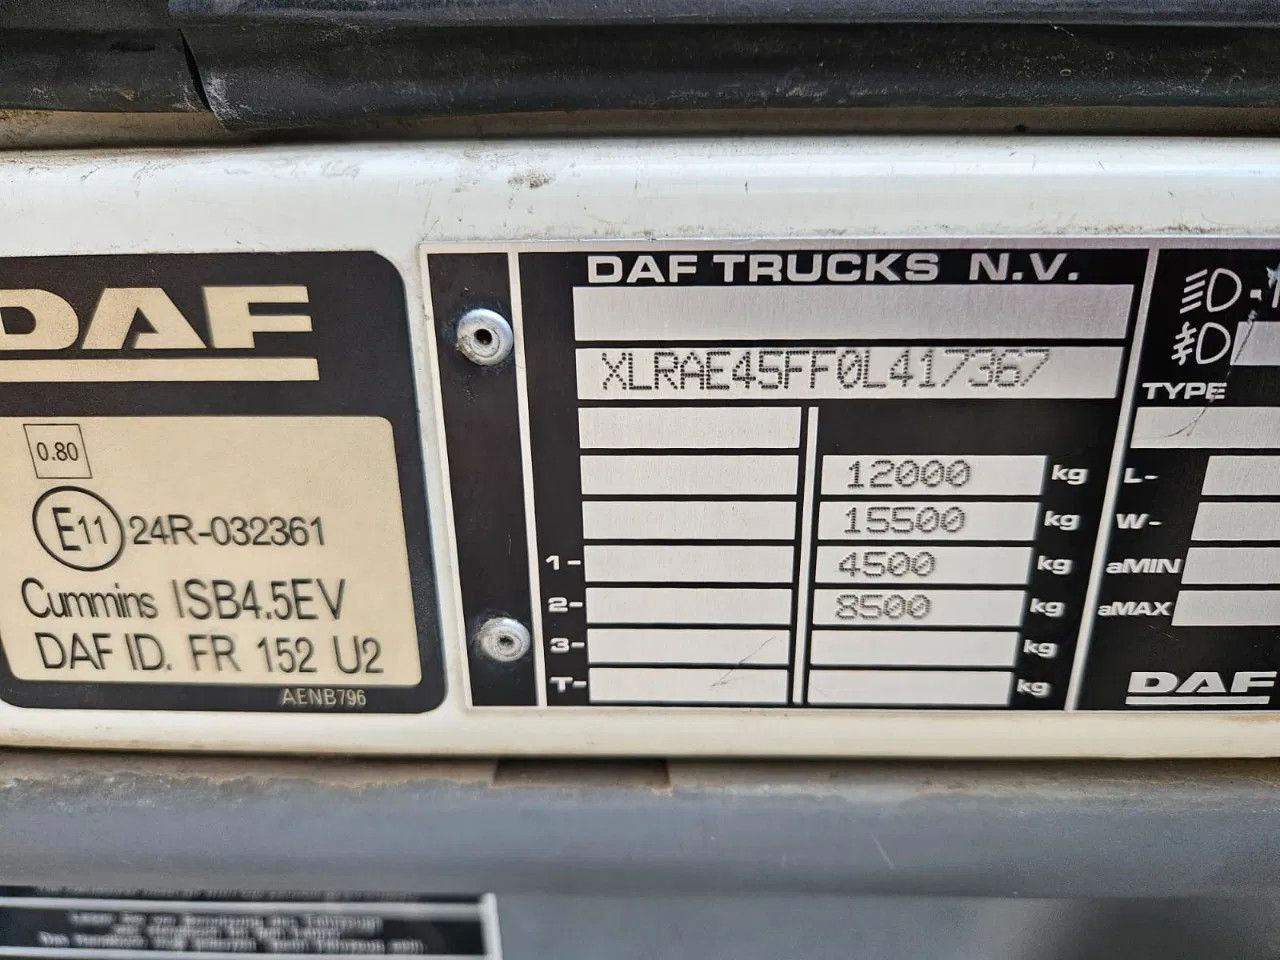 DAF
0.80
E11 24R-032361
Cummins ISB4.5EV
DAF ID. FR 152 U2
AENB796
DAF TRUCKS N.V.
XLRAE45FF0L417367
12000 kg
15500 kg
1- 4500 kg
2- 8500 kg
3- kg
T- kg
TYPE
L-
W-
aMIN
aMAX
DAF